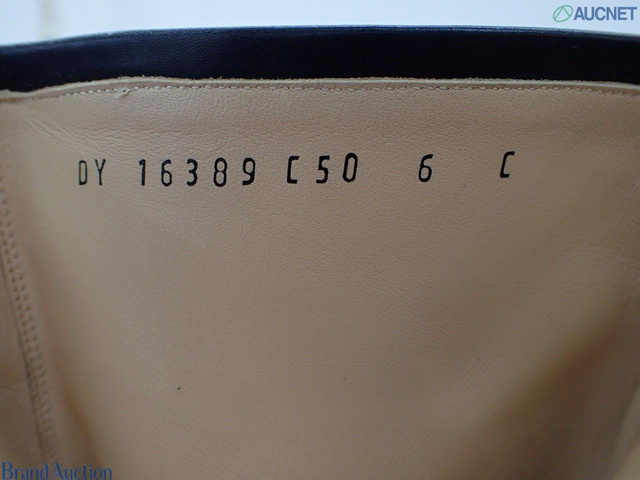 AUCNET
DY 16389 C50 6 C
Brand Auction